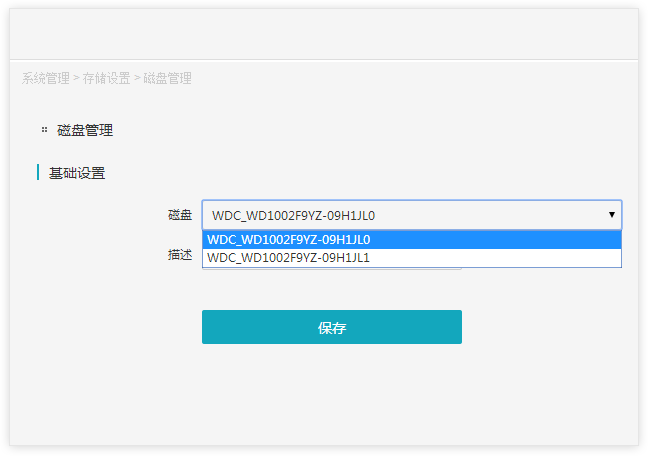 系统管理 > 存储设置 > 磁盘管理
磁盘管理
基础设置
磁盘 WDC_WD1002F9YZ-09H1JL0
WDC_WD1002F9YZ-09H1JL0
描述 WDC_WD1002F9YZ-09H1JL1
保存